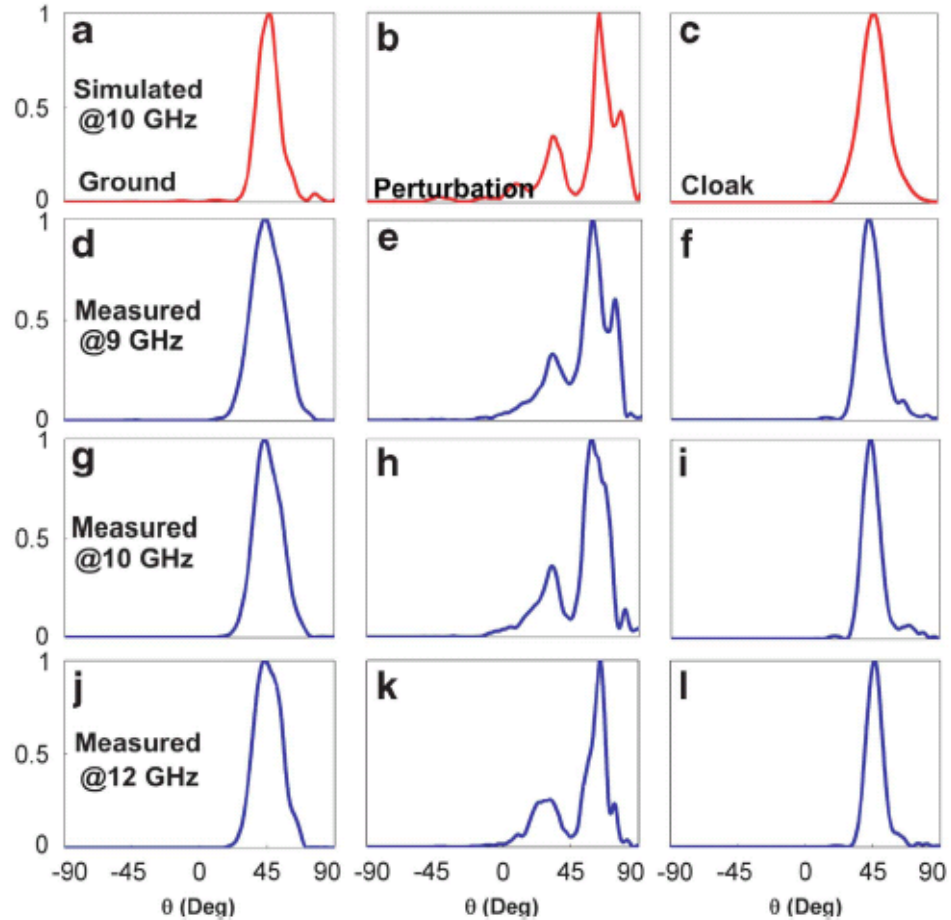 1
a
b
c
Simulated
@10 GHz
0.5
Ground
Perturbation
Cloak
0
1
d
e
f
Measured
@9 GHz
0.5
0
1
g
h
i
Measured
@10 GHz
0.5
0
1
j
k
l
Measured
@12 GHz
0.5
0
-90 -45 0 45 90 -90 -45 0 45 90 -90 -45 0 45 90
θ (Deg) θ (Deg) θ (Deg)